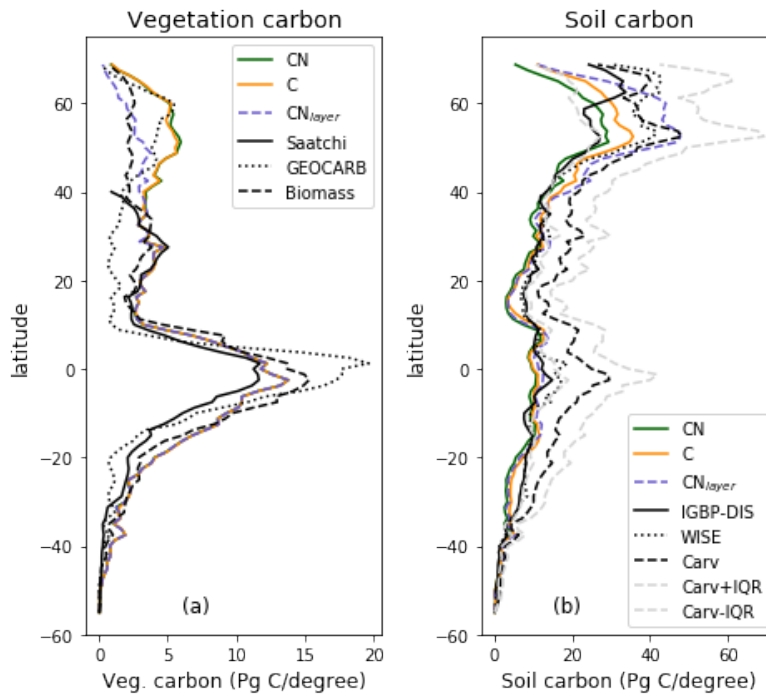 Vegetation carbon
CN
C
CNlayer
Saatchi
GEOCARB
Biomass
latitude
60
40
20
0
−20
−40
−60
(a)
0
5
10
15
20
Veg. carbon (Pg C/degree)
Soil carbon
latitude
60
40
20
0
−20
−40
−60
CN
C
CNlayer
IGBP-DIS
WISE
Carv
Carv+IQR
Carv-IQR
(b)
0
20
40
60
Soil carbon (Pg C/degree)